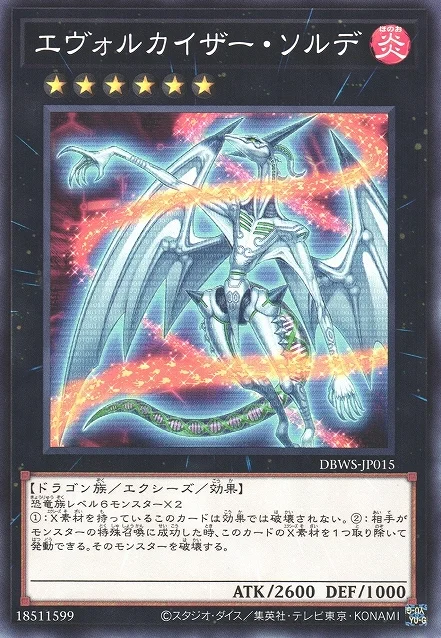 エヴォルカイザー・ソルデ
ほのお
炎
DBWS-JP015
【ドラゴン族／エクシーズ／効果】
恐竜族レベル6モンスター×2
①：X素材を持っているこのカードは効果では破壊されない。②：相手が
モンスターの特殊召喚に成功した時、このカードのX素材を1つ取り除いて
発動できる。そのモンスターを破壊する。
ATK/2600 DEF/1000
18511599
©スタジオ・ダイス／集英社・テレビ東京・KONAMI